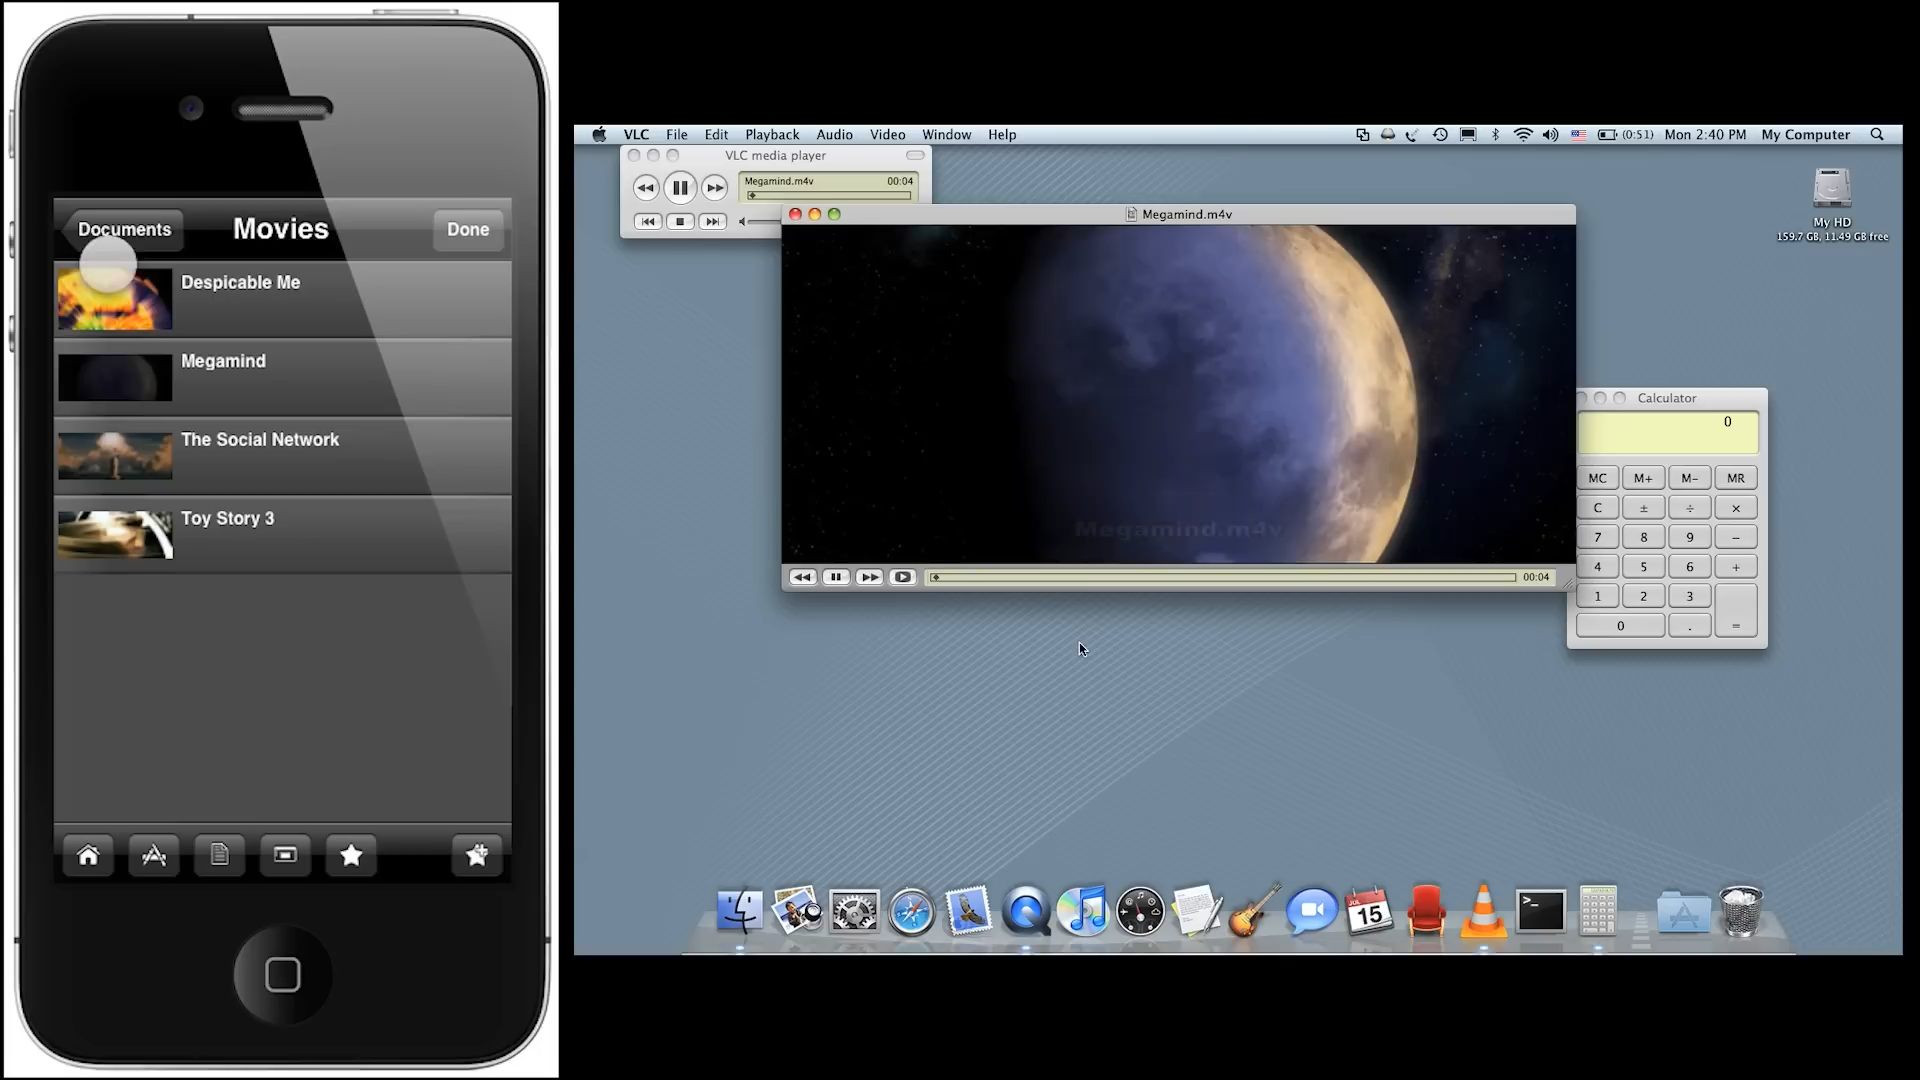 Documents
Movies
Done
Despicable Me
Megamind
The Social Network
Toy Story 3
VLC File Edit Playback Audio Video Window Help
(0:51) Mon 2:40 PM My Computer
VLC media player
Megamind.m4v 00:04
Megamind.m4v
Megamind.m4v
00:04
My HD
159.7 GB, 11.49 GB free
Calculator
0
MC M+ M- MR
C ± ÷ ×
7 8 9 −
4 5 6 +
1 2 3
0 . =
JUL
15
>_